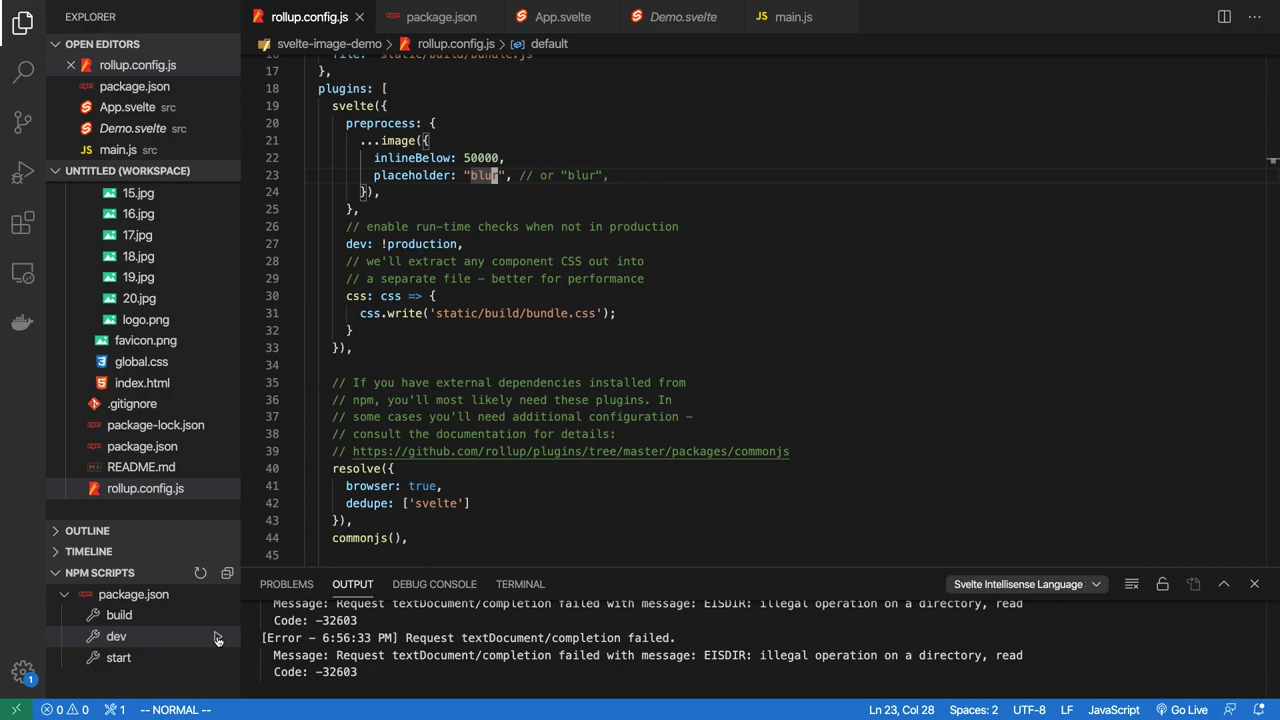 EXPLORER
OPEN EDITORS
rollup.config.js
package.json
App.svelte src
Demo.svelte src
JS main.js src
UNTITLED (WORKSPACE)
15.jpg
16.jpg
17.jpg
18.jpg
19.jpg
20.jpg
logo.png
favicon.png
global.css
index.html
.gitignore
package-lock.json
package.json
README.md
rollup.config.js
OUTLINE
TIMELINE
NPM SCRIPTS
package.json
build
dev
start
rollup.config.js
package.json
App.svelte
Demo.svelte
JS main.js
svelte-image-demo > rollup.config.js > default
file: 'static/build/bundle.js'
17 },
18 plugins: [
19 svelte({
20 preprocess: {
21 ...image({
22 inlineBelow: 50000,
23 placeholder: "blur", // or "blur",
24 }),
25 },
26 // enable run-time checks when not in production
27 dev: !production,
28 // we'll extract any component CSS out into
29 // a separate file - better for performance
30 css: css => {
31 css.write('static/build/bundle.css');
32 }
33 }),
34
35 // If you have external dependencies installed from
36 // npm, you'll most likely need these plugins. In
37 // some cases you'll need additional configuration -
38 // consult the documentation for details:
39 // https://github.com/rollup/plugins/tree/master/packages/commonjs
40 resolve({
41 browser: true,
42 dedupe: ['svelte']
43 }),
44 commonjs(),
45
PROBLEMS OUTPUT DEBUG CONSOLE TERMINAL
Svelte Intellisense Language
Message: Request textDocument/completion failed with message: EISDIR: illegal operation on a directory, read
Code: -32603
[Error - 6:56:33 PM] Request textDocument/completion failed.
Message: Request textDocument/completion failed with message: EISDIR: illegal operation on a directory, read
Code: -32603
1
0 0 1 -- NORMAL --
Ln 23, Col 28 Spaces: 2 UTF-8 LF JavaScript Go Live